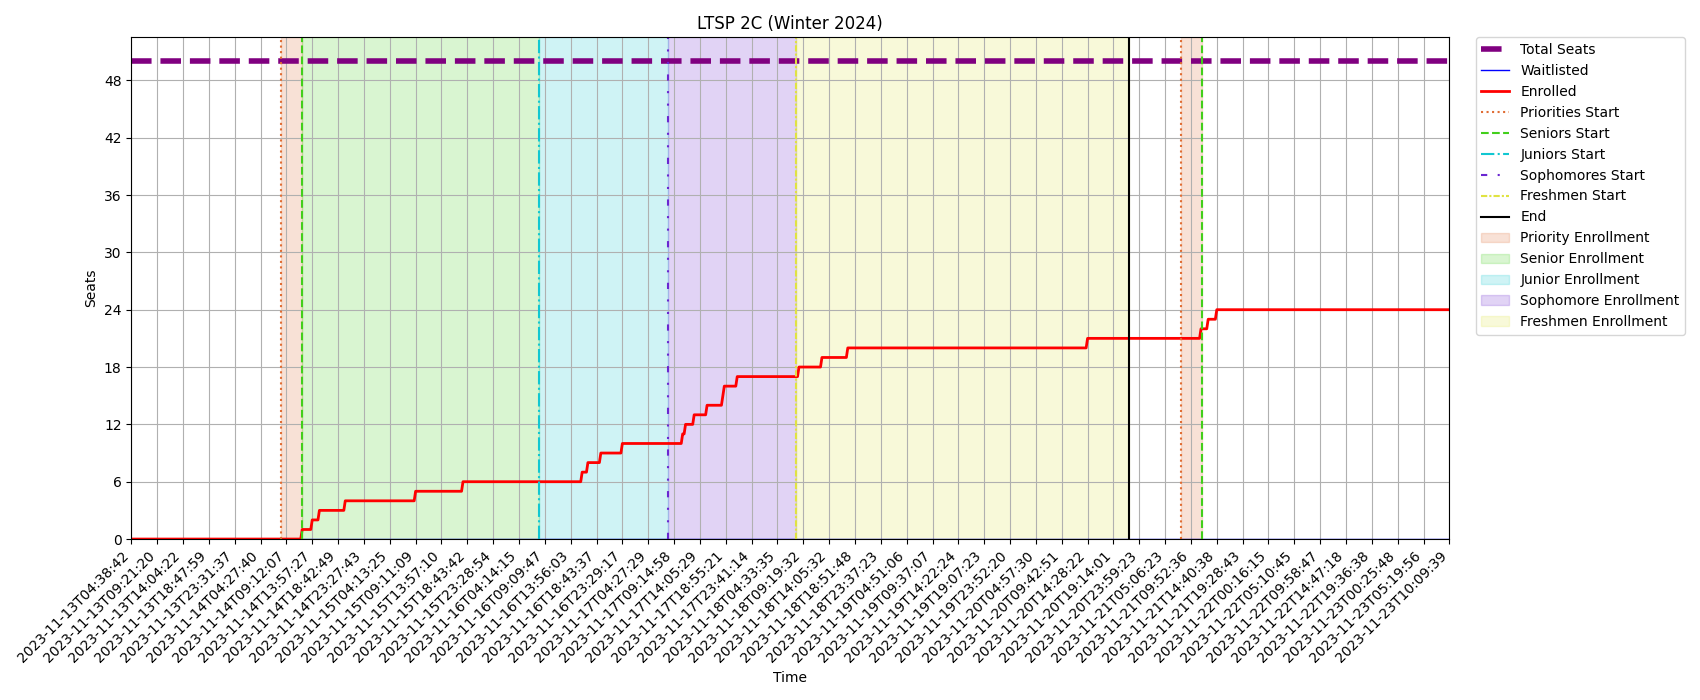 LTSP 2C (Winter 2024)
Seats
48
42
36
30
24
18
12
6
0
2023-11-13T04:38:42
2023-11-13T09:21:20
2023-11-13T14:04:22
2023-11-13T18:47:59
2023-11-13T23:31:37
2023-11-14T04:27:40
2023-11-14T09:12:07
2023-11-14T13:57:27
2023-11-14T18:42:49
2023-11-14T23:27:43
2023-11-15T04:13:25
2023-11-15T09:11:09
2023-11-15T13:57:10
2023-11-15T18:43:42
2023-11-15T23:28:54
2023-11-16T04:14:15
2023-11-16T09:09:47
2023-11-16T13:56:03
2023-11-16T18:43:37
2023-11-16T23:29:17
2023-11-17T04:27:29
2023-11-17T09:14:58
2023-11-17T14:05:29
2023-11-17T18:55:21
2023-11-17T23:41:14
2023-11-18T04:33:35
2023-11-18T09:19:32
2023-11-18T14:05:32
2023-11-18T18:51:48
2023-11-18T23:37:23
2023-11-19T04:51:06
2023-11-19T09:37:07
2023-11-19T14:22:24
2023-11-19T19:07:23
2023-11-19T23:52:20
2023-11-20T04:57:30
2023-11-20T09:42:51
2023-11-20T14:28:22
2023-11-20T19:14:01
2023-11-20T23:59:23
2023-11-21T05:06:23
2023-11-21T09:52:36
2023-11-21T14:40:38
2023-11-21T19:28:43
2023-11-22T00:16:15
2023-11-22T05:10:45
2023-11-22T09:58:47
2023-11-22T14:47:18
2023-11-22T19:36:38
2023-11-23T00:25:48
2023-11-23T05:19:56
2023-11-23T10:09:39
Time
Total Seats
Waitlisted
Enrolled
Priorities Start
Seniors Start
Juniors Start
Sophomores Start
Freshmen Start
End
Priority Enrollment
Senior Enrollment
Junior Enrollment
Sophomore Enrollment
Freshmen Enrollment